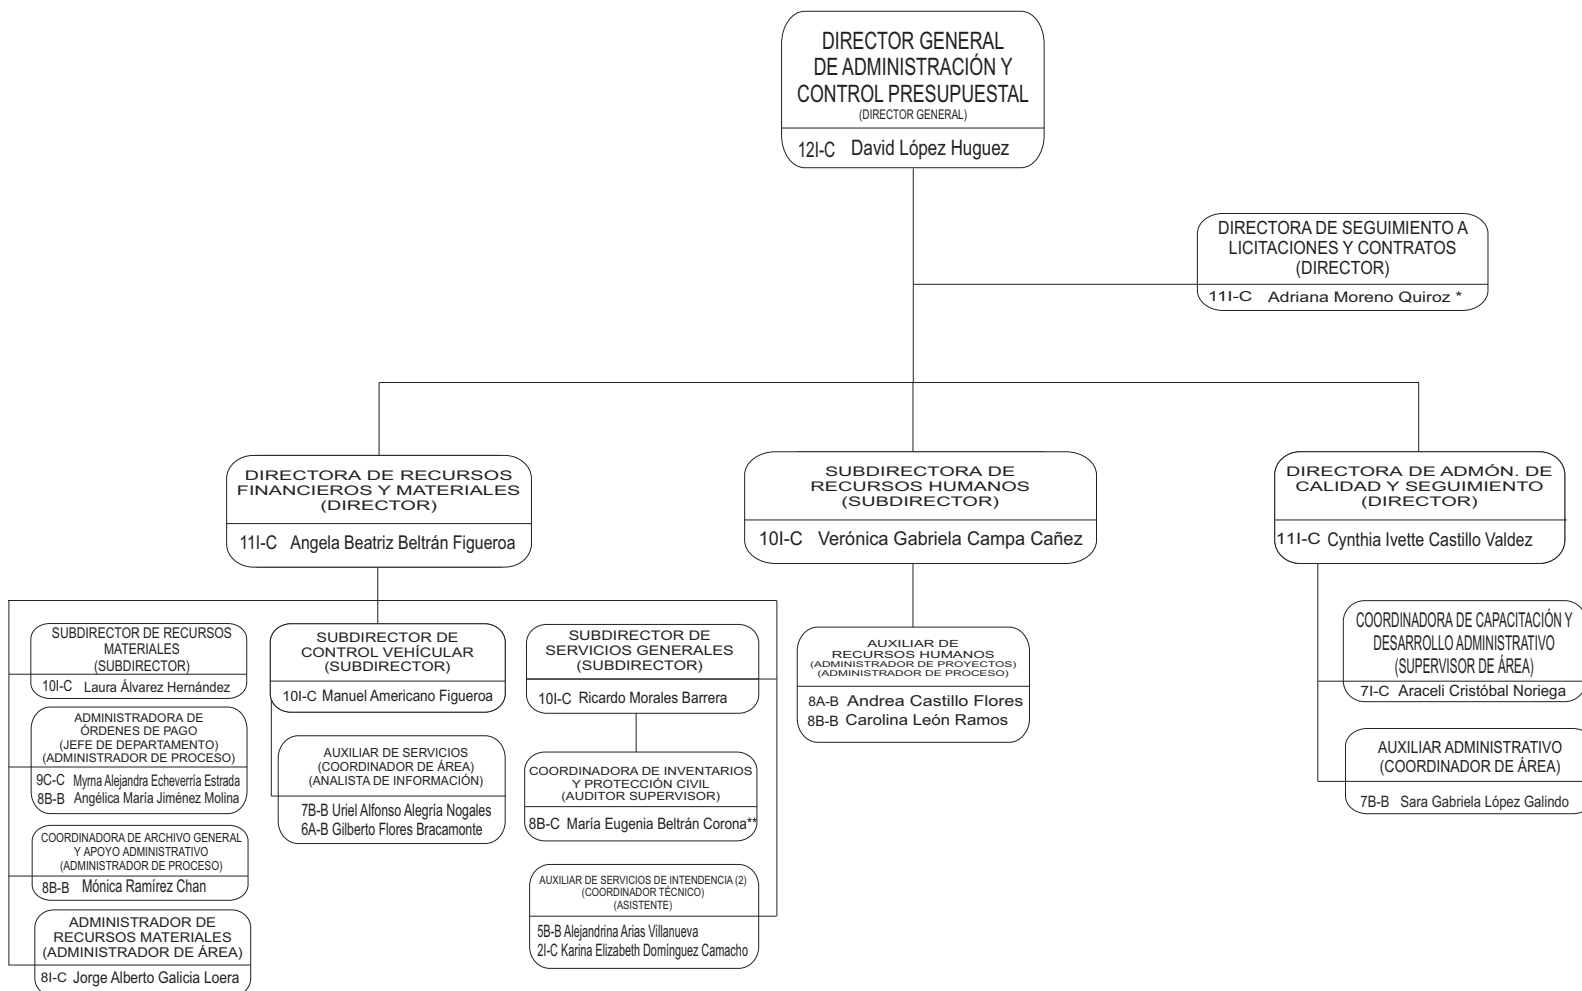 DIRECTOR GENERAL
DE ADMINISTRACIÓN Y
CONTROL PRESUPUESTAL
(DIRECTOR GENERAL)
12I-C David López Huguez
DIRECTORA DE SEGUIMIENTO A
LICITACIONES Y CONTRATOS
(DIRECTOR)
11I-C Adriana Moreno Quiroz *
DIRECTORA DE RECURSOS
FINANCIEROS Y MATERIALES
(DIRECTOR)
11I-C Angela Beatriz Beltrán Figueroa
SUBDIRECTORA DE
RECURSOS HUMANOS
(SUBDIRECTOR)
10I-C Verónica Gabriela Campa Cañez
DIRECTORA DE ADMÓN. DE
CALIDAD Y SEGUIMIENTO
(DIRECTOR)
11I-C Cynthia Ivette Castillo Valdez
SUBDIRECTOR DE RECURSOS
MATERIALES
(SUBDIRECTOR)
10I-C Laura Álvarez Hernández
ADMINISTRADORA DE
ÓRDENES DE PAGO
(JEFE DE DEPARTAMENTO)
(ADMINISTRADOR DE PROCESO)
9C-C Myrna Alejandra Echeverría Estrada
8B-B Angélica María Jiménez Molina
COORDINADORA DE ARCHIVO GENERAL
Y APOYO ADMINISTRATIVO
(ADMINISTRADOR DE PROCESO)
8B-B Mónica Ramírez Chan
ADMINISTRADOR DE
RECURSOS MATERIALES
(ADMINISTRADOR DE ÁREA)
8I-C Jorge Alberto Galicia Loera
SUBDIRECTOR DE
CONTROL VEHÍCULAR
(SUBDIRECTOR)
10I-C Manuel Americano Figueroa
AUXILIAR DE SERVICIOS
(COORDINADOR DE ÁREA)
(ANALISTA DE INFORMACIÓN)
7B-B Uriel Alfonso Alegría Nogales
6A-B Gilberto Flores Bracamonte
SUBDIRECTOR DE
SERVICIOS GENERALES
(SUBDIRECTOR)
10I-C Ricardo Morales Barrera
COORDINADORA DE INVENTARIOS
Y PROTECCIÓN CIVIL
(AUDITOR SUPERVISOR)
8B-C María Eugenia Beltrán Corona**
AUXILIAR DE SERVICIOS DE INTENDENCIA (2)
(COORDINADOR TÉCNICO)
(ASISTENTE)
5B-B Alejandrina Arias Villanueva
2I-C Karina Elizabeth Domínguez Camacho
AUXILIAR DE
RECURSOS HUMANOS
(ADMINISTRADOR DE PROYECTOS)
(ADMINISTRADOR DE PROCESO)
8A-B Andrea Castillo Flores
8B-B Carolina León Ramos
COORDINADORA DE CAPACITACIÓN Y
DESARROLLO ADMINISTRATIVO
(SUPERVISOR DE ÁREA)
7I-C Araceli Cristóbal Noriega
AUXILIAR ADMINISTRATIVO
(COORDINADOR DE ÁREA)
7B-B Sara Gabriela López Galindo